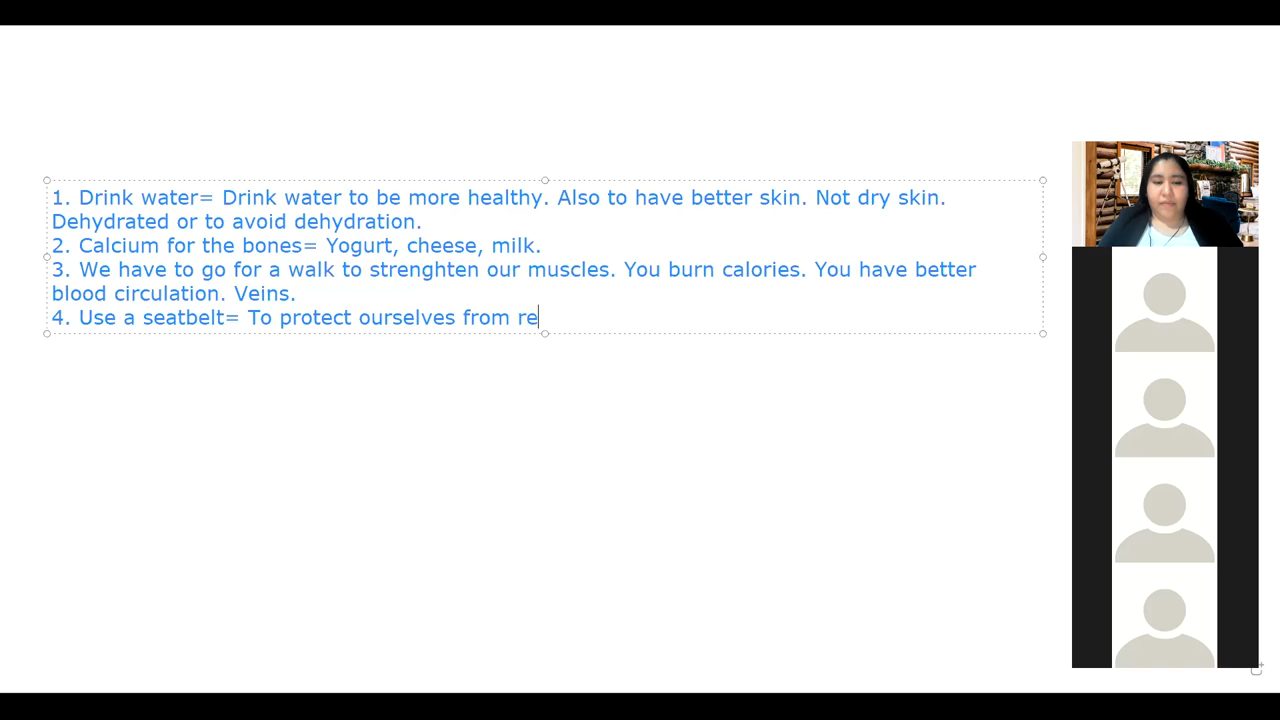 1. Drink water= Drink water to be more healthy. Also to have better skin. Not dry skin.
Dehydrated or to avoid dehydration.
2. Calcium for the bones= Yogurt, cheese, milk.
3. We have to go for a walk to strenghten our muscles. You burn calories. You have better
blood circulation. Veins.
4. Use a seatbelt= To protect ourselves from re